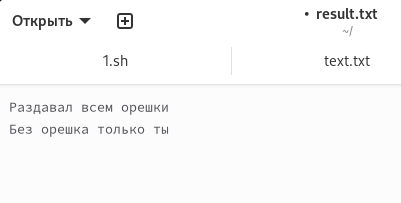 Открыть
• result.txt
~/
1.sh
text.txt
Раздавал всем орешки
Без орешка только ты